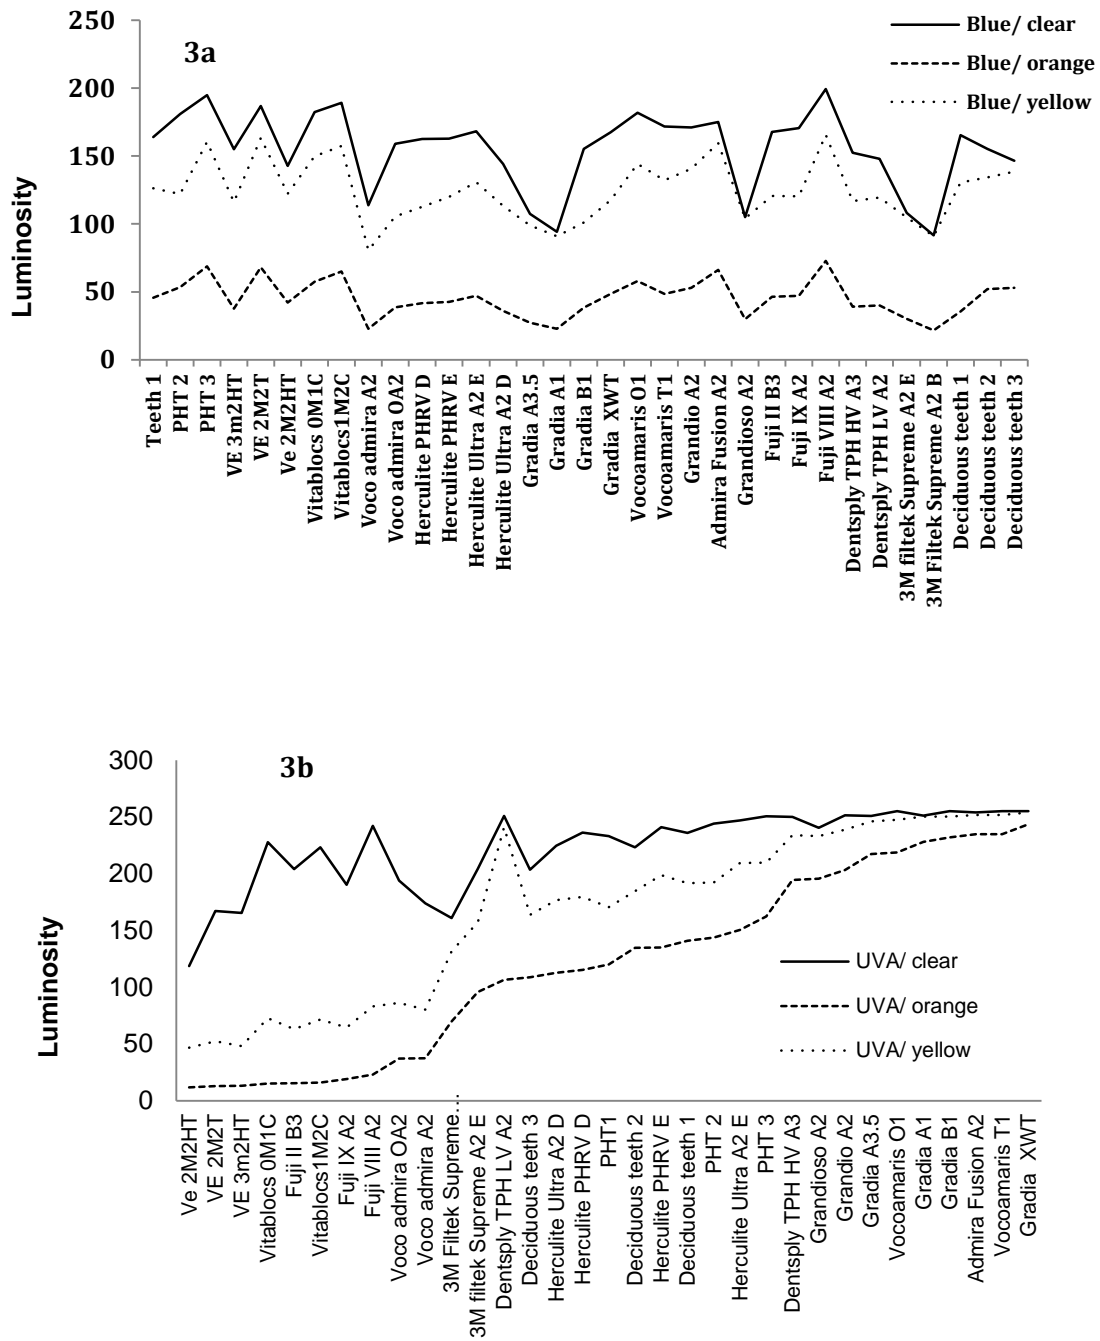 250
200
150
100
50
0
Luminosity
3a
Blue/ clear
Blue/ orange
Blue/ yellow
Teeth 1
PHT 2
PHT 3
VE 3m2HT
VE 2M2T
Ve 2M2HT
Vitablocs 0M1C
Vitablocs1M2C
Voco admira A2
Voco admira OA2
Herculite PHRV D
Herculite PHRV E
Herculite Ultra A2 E
Herculite Ultra A2 D
Gradia A3.5
Gradia A1
Gradia B1
Gradia XWT
Vocoamaris O1
Vocoamaris T1
Grandio A2
Admira Fusion A2
Grandioso A2
Fuji II B3
Fuji IX A2
Fuji VIII A2
Dentsply TPH HV A3
Dentsply TPH LV A2
3M filtek Supreme A2 E
3M Filtek Supreme A2 B
Deciduous teeth 1
Deciduous teeth 2
Deciduous teeth 3
300
250
200
150
100
50
0
Luminosity
3b
UVA/ clear
UVA/ orange
UVA/ yellow
Ve 2M2HT
VE 2M2T
VE 3m2HT
Vitablocs 0M1C
Fuji II B3
Vitablocs1M2C
Fuji IX A2
Fuji VIII A2
Voco admira OA2
Voco admira A2
3M Filtek Supreme…
3M filtek Supreme A2 E
Dentsply TPH LV A2
Deciduous teeth 3
Herculite Ultra A2 D
Herculite PHRV D
PHT1
Deciduous teeth 2
Herculite PHRV E
Deciduous teeth 1
PHT 2
Herculite Ultra A2 E
PHT 3
Dentsply TPH HV A3
Grandioso A2
Grandio A2
Gradia A3.5
Vocoamaris O1
Gradia A1
Gradia B1
Admira Fusion A2
Vocoamaris T1
Gradia XWT